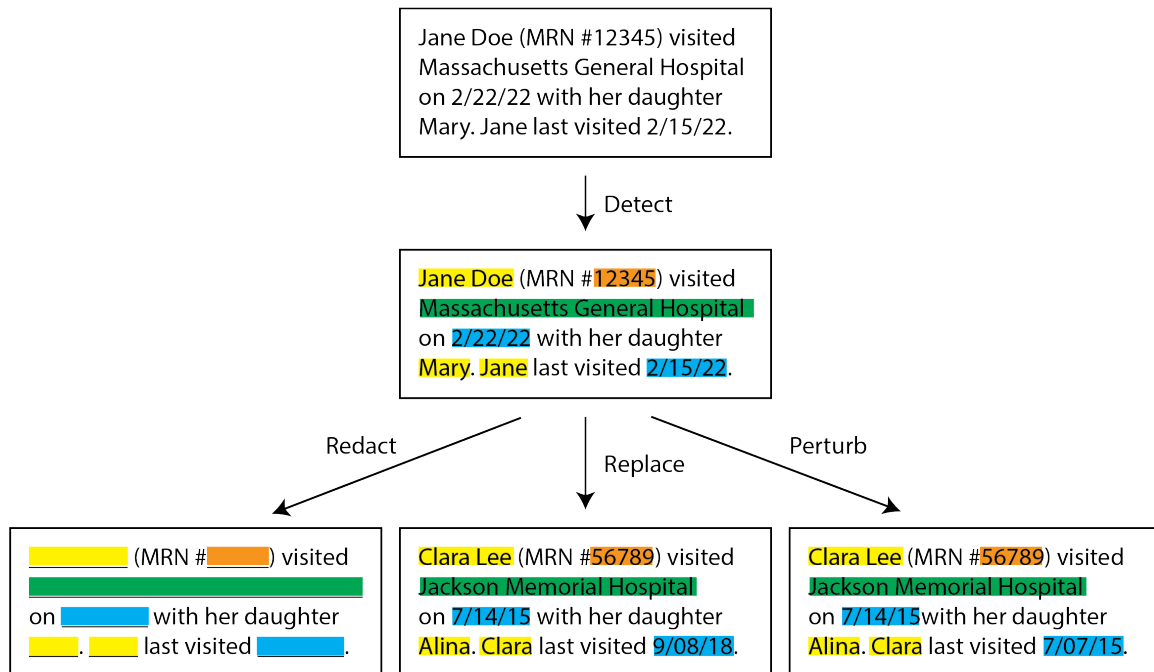 Jane Doe (MRN #12345) visited
Massachusetts General Hospital
on 2/22/22 with her daughter
Mary. Jane last visited 2/15/22.
Detect
Jane Doe (MRN #12345) visited
Massachusetts General Hospital
on 2/22/22 with her daughter
Mary. Jane last visited 2/15/22.
Redact
Replace
Perturb
(MRN #) visited
on with her daughter
. last visited .
Clara Lee (MRN #56789) visited
Jackson Memorial Hospital
on 7/14/15 with her daughter
Alina. Clara last visited 9/08/18.
Clara Lee (MRN #56789) visited
Jackson Memorial Hospital
on 7/14/15with her daughter
Alina. Clara last visited 7/07/15.